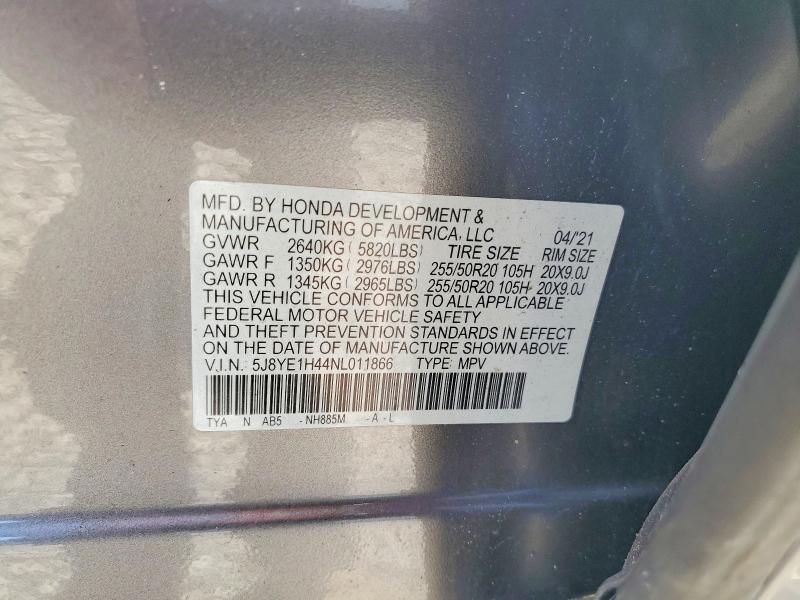 MFD. BY HONDA DEVELOPMENT &
MANUFACTURING OF AMERICA, LLC 04/'21
GVWR 2640KG (5820LBS) TIRE SIZE RIM SIZE
GAWR F 1350KG (2976LBS) 255/50R20 105H 20X9.0J
GAWR R 1345KG (2965LBS) 255/50R20 105H 20X9.0J
THIS VEHICLE CONFORMS TO ALL APPLICABLE
FEDERAL MOTOR VEHICLE SAFETY
AND THEFT PREVENTION STANDARDS IN EFFECT
ON THE DATE OF MANUFACTURE SHOWN ABOVE.
V.I.N.: 5J8YE1H44NL011866 TYPE: MPV
TYA N AB5 -NH885M -A-L